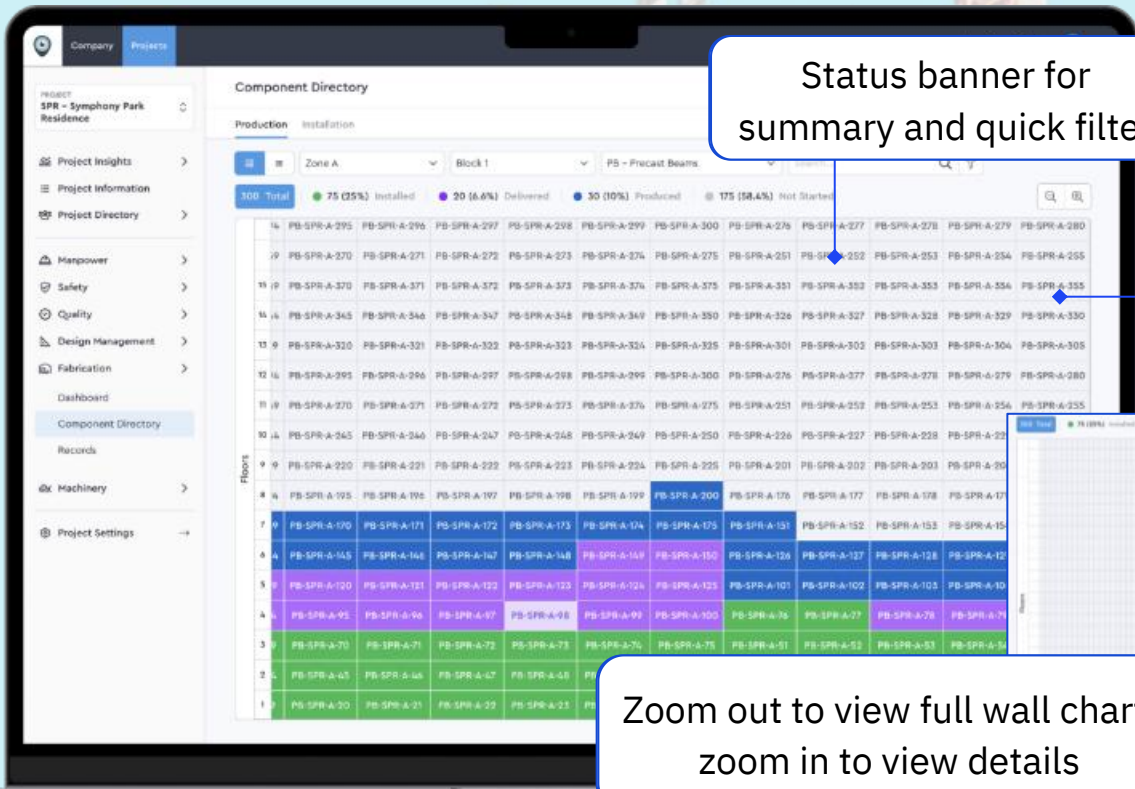 Company Projects
PROJECT
SPR - Symphony Park
Residence
Project Insights
Project Information
Project Directory
Manpower
Safety
Quality
Design Management
Fabrication
Dashboard
Component Directory
Records
Machinery
Project Settings
Component Directory
Production Installation
Zone A Block 1 PB - Precast Beams
300 Total 75 (25%) Installed 20 (6.6%) Delivered 30 (10%) Produced 175 (58.4%) Not Started
Status banner for
summary and quick filte
Floors
PB-SPR-A-295 PB-SPR-A-296 PB-SPR-A-297 PB-SPR-A-298 PB-SPR-A-299 PB-SPR-A-300 PB-SPR-A-276 PB-SPR-A-277 PB-SPR-A-278 PB-SPR-A-279 PB-SPR-A-280
PB-SPR-A-270 PB-SPR-A-271 PB-SPR-A-272 PB-SPR-A-273 PB-SPR-A-274 PB-SPR-A-275 PB-SPR-A-251 PB-SPR-A-252 PB-SPR-A-253 PB-SPR-A-254 PB-SPR-A-255
15 PB-SPR-A-370 PB-SPR-A-371 PB-SPR-A-372 PB-SPR-A-373 PB-SPR-A-374 PB-SPR-A-375 PB-SPR-A-351 PB-SPR-A-352 PB-SPR-A-353 PB-SPR-A-354 PB-SPR-A-355
14 PB-SPR-A-345 PB-SPR-A-346 PB-SPR-A-347 PB-SPR-A-348 PB-SPR-A-349 PB-SPR-A-350 PB-SPR-A-326 PB-SPR-A-327 PB-SPR-A-328 PB-SPR-A-329 PB-SPR-A-330
13 PB-SPR-A-320 PB-SPR-A-321 PB-SPR-A-322 PB-SPR-A-323 PB-SPR-A-324 PB-SPR-A-325 PB-SPR-A-301 PB-SPR-A-302 PB-SPR-A-303 PB-SPR-A-304 PB-SPR-A-305
12 PB-SPR-A-295 PB-SPR-A-296 PB-SPR-A-297 PB-SPR-A-298 PB-SPR-A-299 PB-SPR-A-300 PB-SPR-A-276 PB-SPR-A-277 PB-SPR-A-278 PB-SPR-A-279 PB-SPR-A-280
11 PB-SPR-A-270 PB-SPR-A-271 PB-SPR-A-272 PB-SPR-A-273 PB-SPR-A-274 PB-SPR-A-275 PB-SPR-A-251 PB-SPR-A-252 PB-SPR-A-253 PB-SPR-A-254 PB-SPR-A-255
10 PB-SPR-A-245 PB-SPR-A-246 PB-SPR-A-247 PB-SPR-A-248 PB-SPR-A-249 PB-SPR-A-250 PB-SPR-A-226 PB-SPR-A-227 PB-SPR-A-228 PB-SPR-A-22
9 PB-SPR-A-220 PB-SPR-A-221 PB-SPR-A-222 PB-SPR-A-223 PB-SPR-A-224 PB-SPR-A-225 PB-SPR-A-201 PB-SPR-A-202 PB-SPR-A-203 PB-SPR-A-20
8 PB-SPR-A-195 PB-SPR-A-196 PB-SPR-A-197 PB-SPR-A-198 PB-SPR-A-199 PB-SPR-A-200 PB-SPR-A-176 PB-SPR-A-177 PB-SPR-A-178 PB-SPR-A-17
7 PB-SPR-A-170 PB-SPR-A-171 PB-SPR-A-172 PB-SPR-A-173 PB-SPR-A-174 PB-SPR-A-175 PB-SPR-A-151 PB-SPR-A-152 PB-SPR-A-153 PB-SPR-A-15
6 PB-SPR-A-145 PB-SPR-A-146 PB-SPR-A-147 PB-SPR-A-148 PB-SPR-A-149 PB-SPR-A-150 PB-SPR-A-126 PB-SPR-A-127 PB-SPR-A-128 PB-SPR-A-12
5 PB-SPR-A-120 PB-SPR-A-121 PB-SPR-A-122 PB-SPR-A-123 PB-SPR-A-124 PB-SPR-A-125 PB-SPR-A-101 PB-SPR-A-102 PB-SPR-A-103 PB-SPR-A-10
4 PB-SPR-A-95 PB-SPR-A-96 PB-SPR-A-97 PB-SPR-A-98 PB-SPR-A-99 PB-SPR-A-100 PB-SPR-A-76 PB-SPR-A-77 PB-SPR-A-78 PB-SPR-A-79
3 PB-SPR-A-70 PB-SPR-A-71 PB-SPR-A-72 PB-SPR-A-73 PB-SPR-A-74 PB-SPR-A-75 PB-SPR-A-51 PB-SPR-A-52 PB-SPR-A-53
2 PB-SPR-A-45 PB-SPR-A-46 PB-SPR-A-47 PB-SPR-A-48
1 PB-SPR-A-20 PB-SPR-A-21 PB-SPR-A-22 PB-SPR-A-23
300 Total
Floors
Zoom out to view full wall chart
zoom in to view details